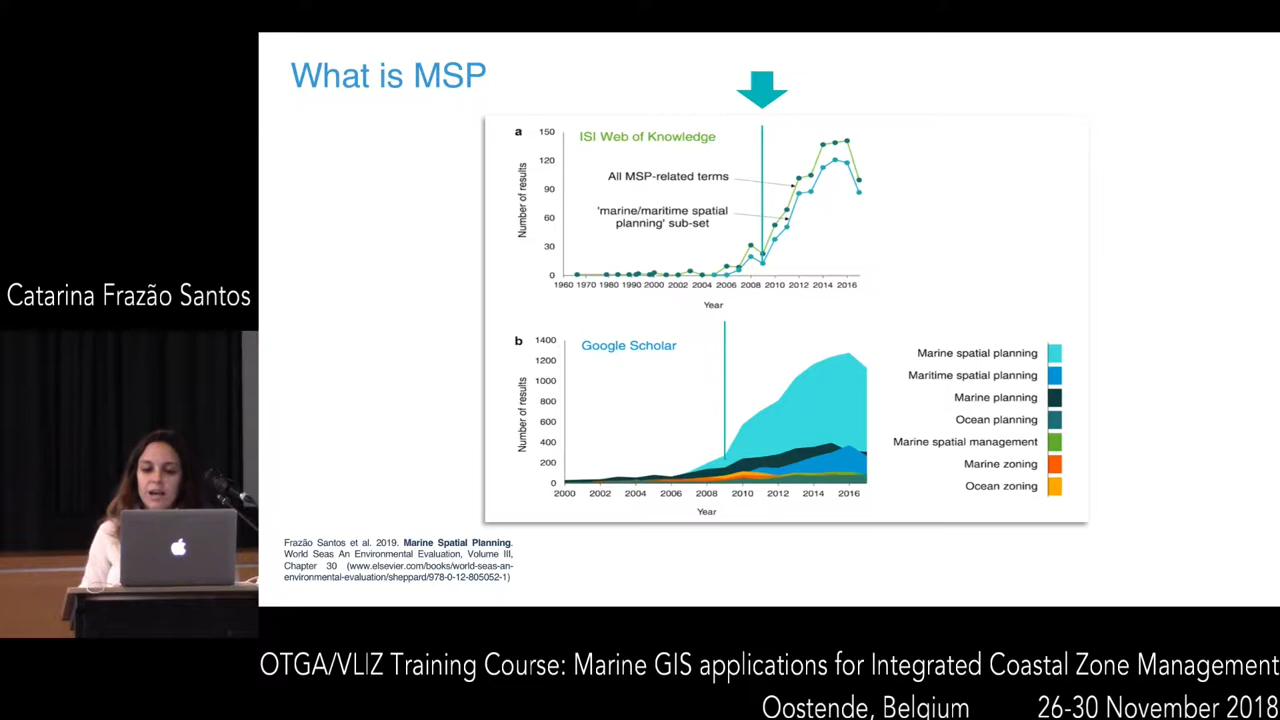 What is MSP
a
ISI Web of Knowledge
150
120
90
60
30
0
Number of results
All MSP-related terms
'marine/maritime spatial
planning' sub-set
1960 1970 1980 1990 2000 2002 2004 2006 2008 2010 2012 2014 2016
Year
b
Google Scholar
1400
1200
1000
800
600
400
200
0
Number of results
2000 2002 2004 2006 2008 2010 2012 2014 2016
Year
Marine spatial planning
Maritime spatial planning
Marine planning
Ocean planning
Marine spatial management
Marine zoning
Ocean zoning
Catarina Frazão Santos
Frazão Santos et al. 2019. Marine Spatial Planning.
World Seas An Environmental Evaluation, Volume III,
Chapter 30 (www.elsevier.com/books/world-seas-an-
environmental-evaluation/sheppard/978-0-12-805052-1)
OTGA/VLIZ Training Course: Marine GIS applications for Integrated Coastal Zone Management
Oostende, Belgium 26-30 November 2018